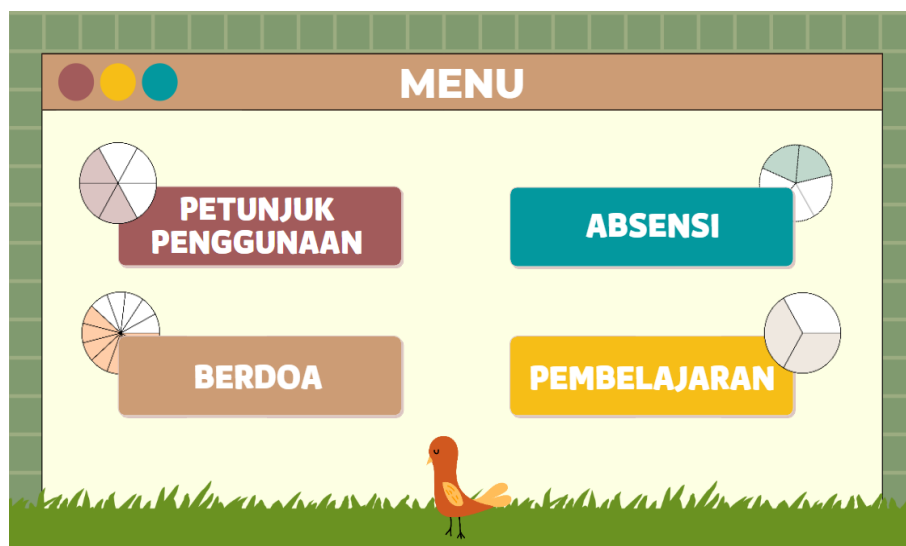 MENU
PETUNJUK
PENGGUNAAN
ABSENSI
BERDOA
PEMBELAJARAN